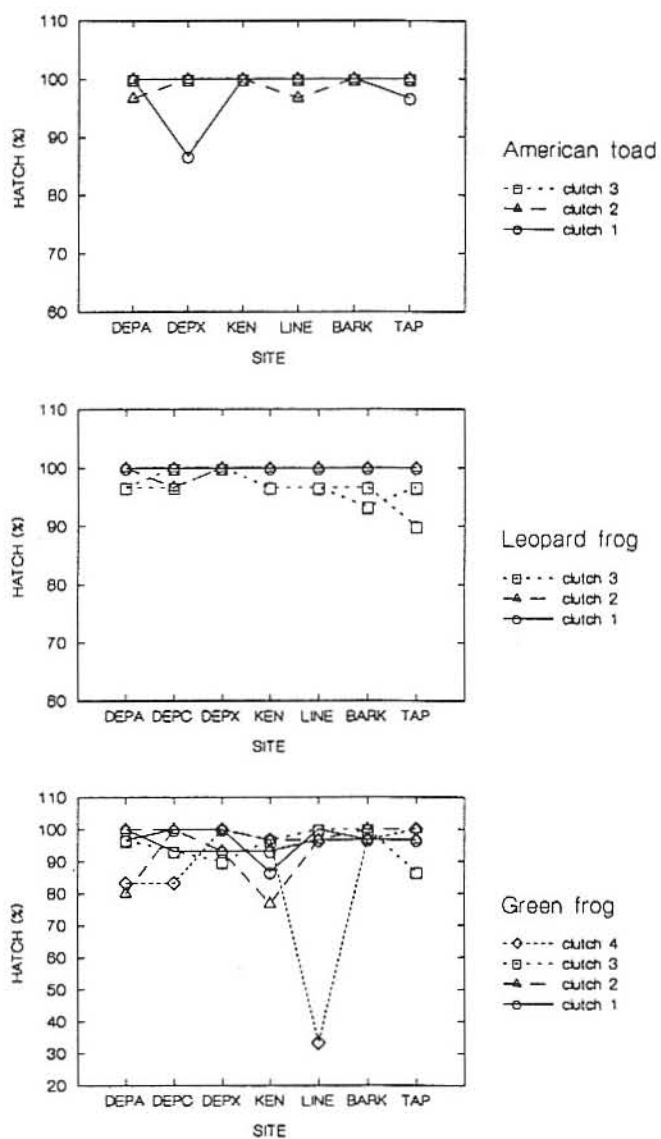 110
100
90
80
70
60
HATCH (%)
DEPA DEPX KEN LINE BARK TAP
SITE
American toad
clutch 3
clutch 2
clutch 1
110
100
90
80
70
60
HATCH (%)
DEPA DEPC DEPX KEN LINE BARK TAP
SITE
Leopard frog
clutch 3
clutch 2
clutch 1
110
100
90
80
70
60
50
40
30
20
HATCH (%)
DEPA DEPC DEPX KEN LINE BARK TAP
SITE
Green frog
clutch 4
clutch 3
clutch 2
clutch 1